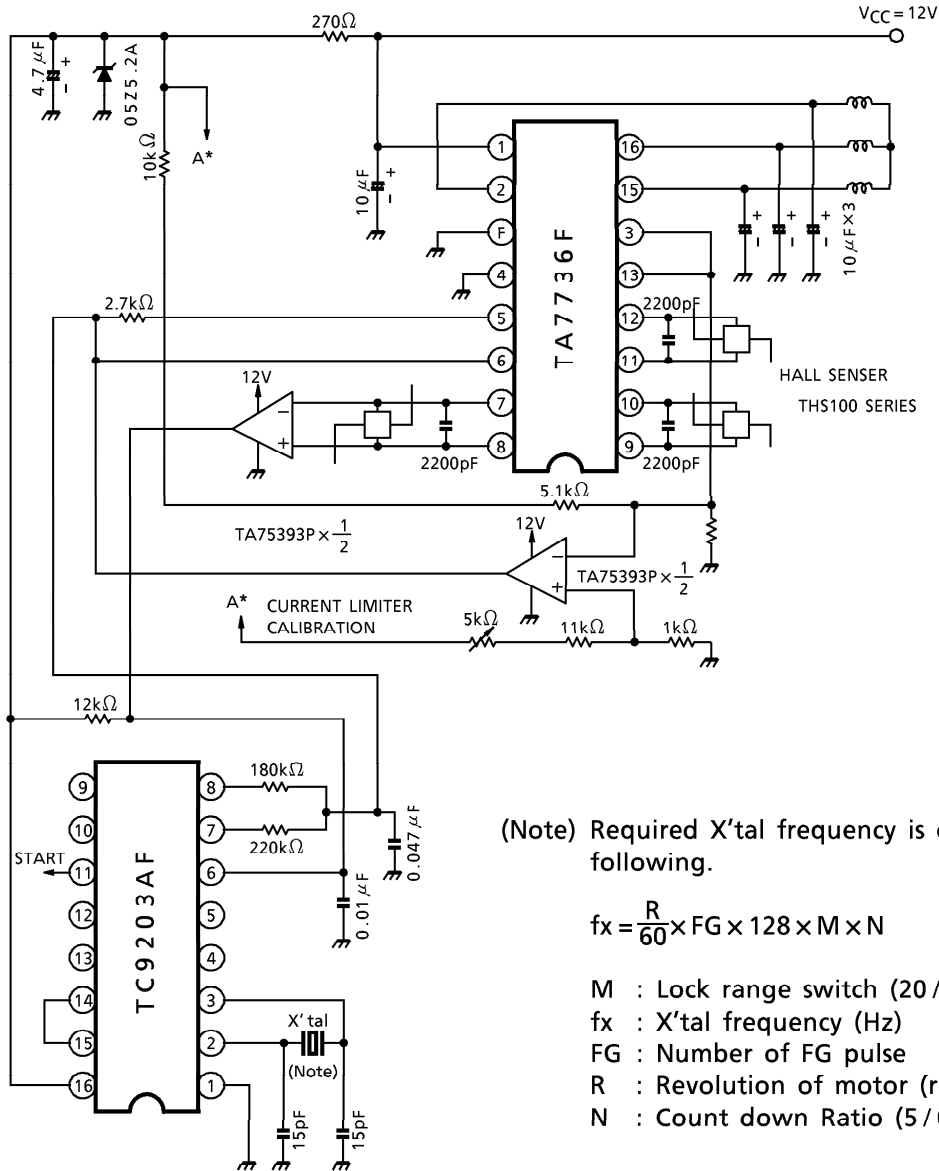 VCC = 12V
270Ω
4.7μF
+
-
05Z5.2A
A*
10kΩ
10μF
+
-
1
2
F
4
5
6
7
8
TA7736F
16
15
3
13
12
11
10
9
+
-
+
-
+
-
10μF×3
2.7kΩ
2200pF
HALL SENSER
THS100 SERIES
12V
-
+
2200pF
2200pF
5.1kΩ
TA75393P × 1/2
12V
-
+
TA75393P × 1/2
A*
CURRENT LIMITER
CALIBRATION
5kΩ
11kΩ
1kΩ
12kΩ
9
10
11
12
13
14
15
16
START
TC9203AF
8
7
6
5
4
3
2
1
180kΩ
220kΩ
0.047μF
0.01μF
X'tal
(Note)
15pF
15pF
(Note) Required X'tal frequency is
following.
fx = R/60 × FG × 128 × M × N
M : Lock range switch (20 /
fx : X'tal frequency (Hz)
FG : Number of FG pulse
R : Revolution of motor (r
N : Count down Ratio (5 /